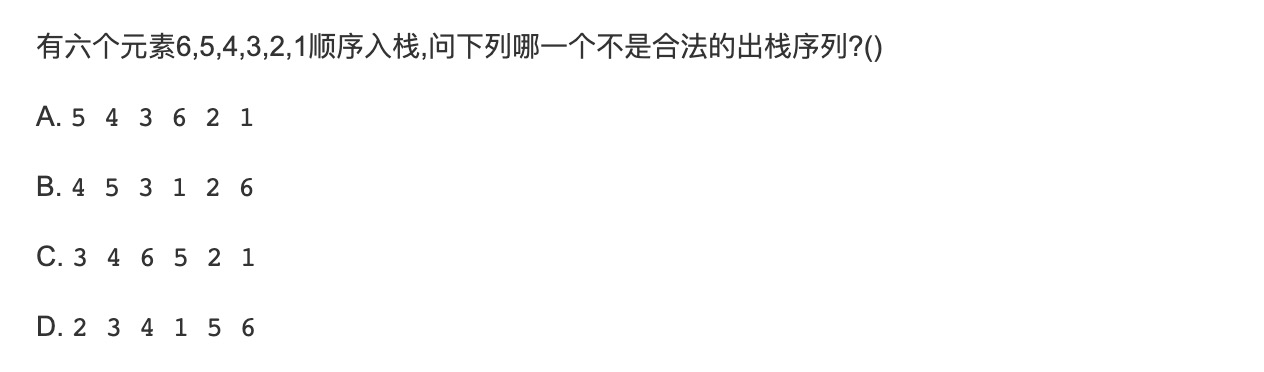 有六个元素6,5,4,3,2,1顺序入栈,问下列哪一个不是合法的出栈序列?()
A. 5 4 3 6 2 1
B. 4 5 3 1 2 6
C. 3 4 6 5 2 1
D. 2 3 4 1 5 6